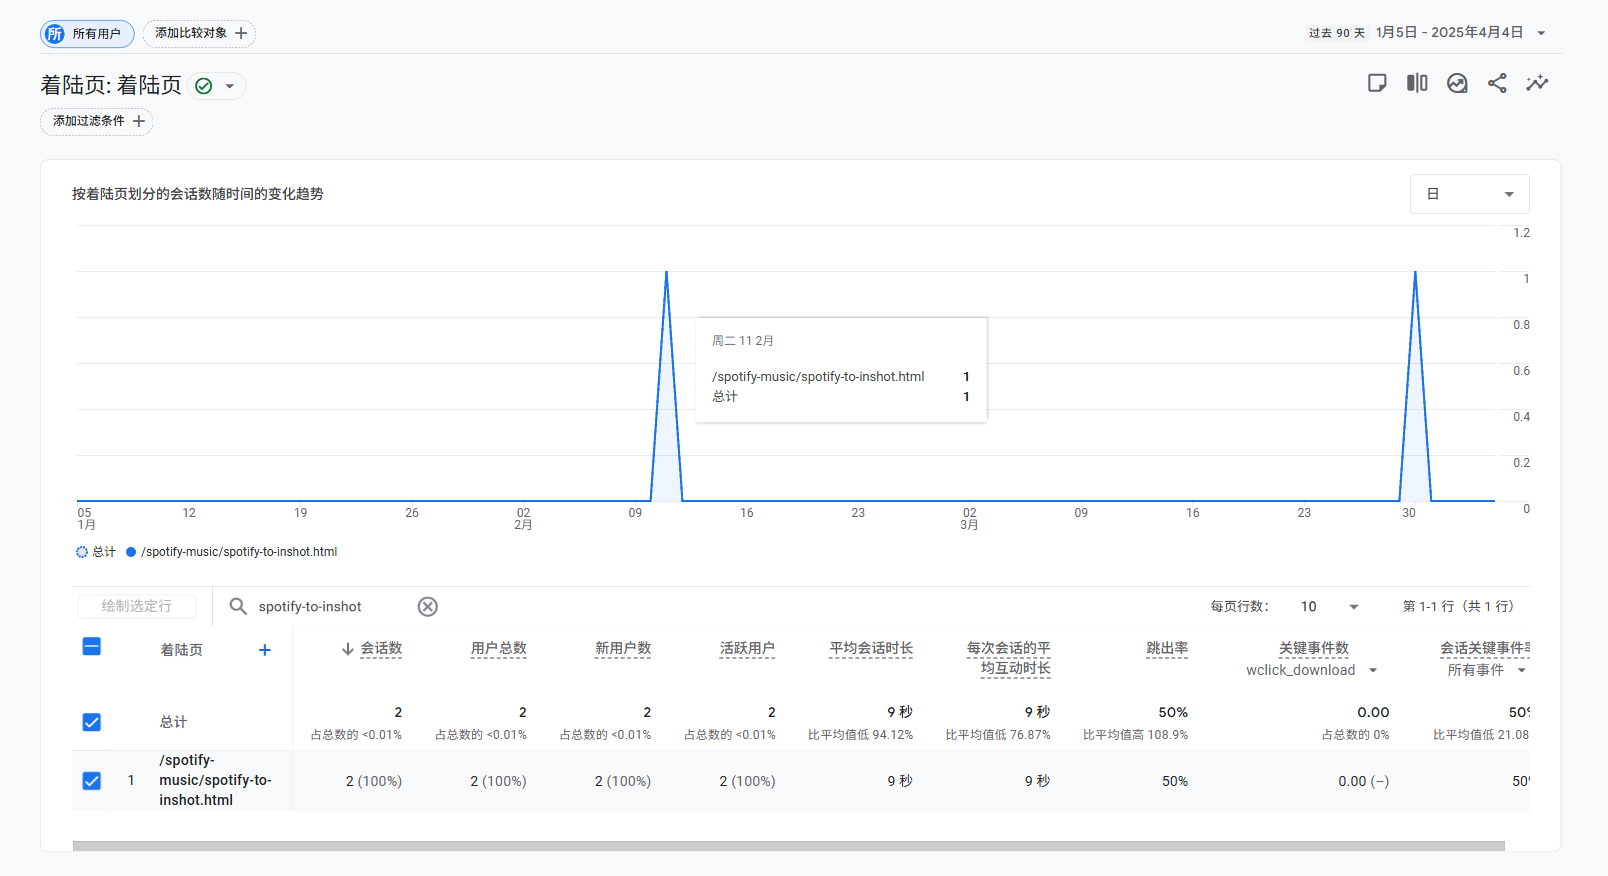 所 所有用户 添加比较对象 过去 90 天 1月5日 - 2025年4月4日
着陆页: 着陆页
添加过滤条件
按着陆页划分的会话数随时间的变化趋势 日
1.2
1
0.8
0.6
0.4
0.2
0
周二 11 2月
/spotify-music/spotify-to-inshot.html 1
总计 1
05 12 19 26 02 09 16 23 02 09 16 23 30
1月 2月 3月
总计 /spotify-music/spotify-to-inshot.html
绘制选定行 spotify-to-inshot 每页行数： 10 第 1-1 行（共 1 行）
着陆页 + 会话数 用户总数 新用户数 活跃用户 平均会话时长 每次会话的平 跳出率 关键事件数 会话关键事件率
均互动时长 wclick_download 所有事件
总计 2 2 2 2 9 秒 9 秒 50% 0.00 50%
占总数的 <0.01% 占总数的 <0.01% 占总数的 <0.01% 占总数的 <0.01% 比平均值低 94.12% 比平均值低 76.87% 比平均值高 108.9% 占总数的 0% 比平均值低 21.08
/spotify-
1 music/spotify-to- 2 (100%) 2 (100%) 2 (100%) 2 (100%) 9 秒 9 秒 50% 0.00 (–) 50%
inshot.html